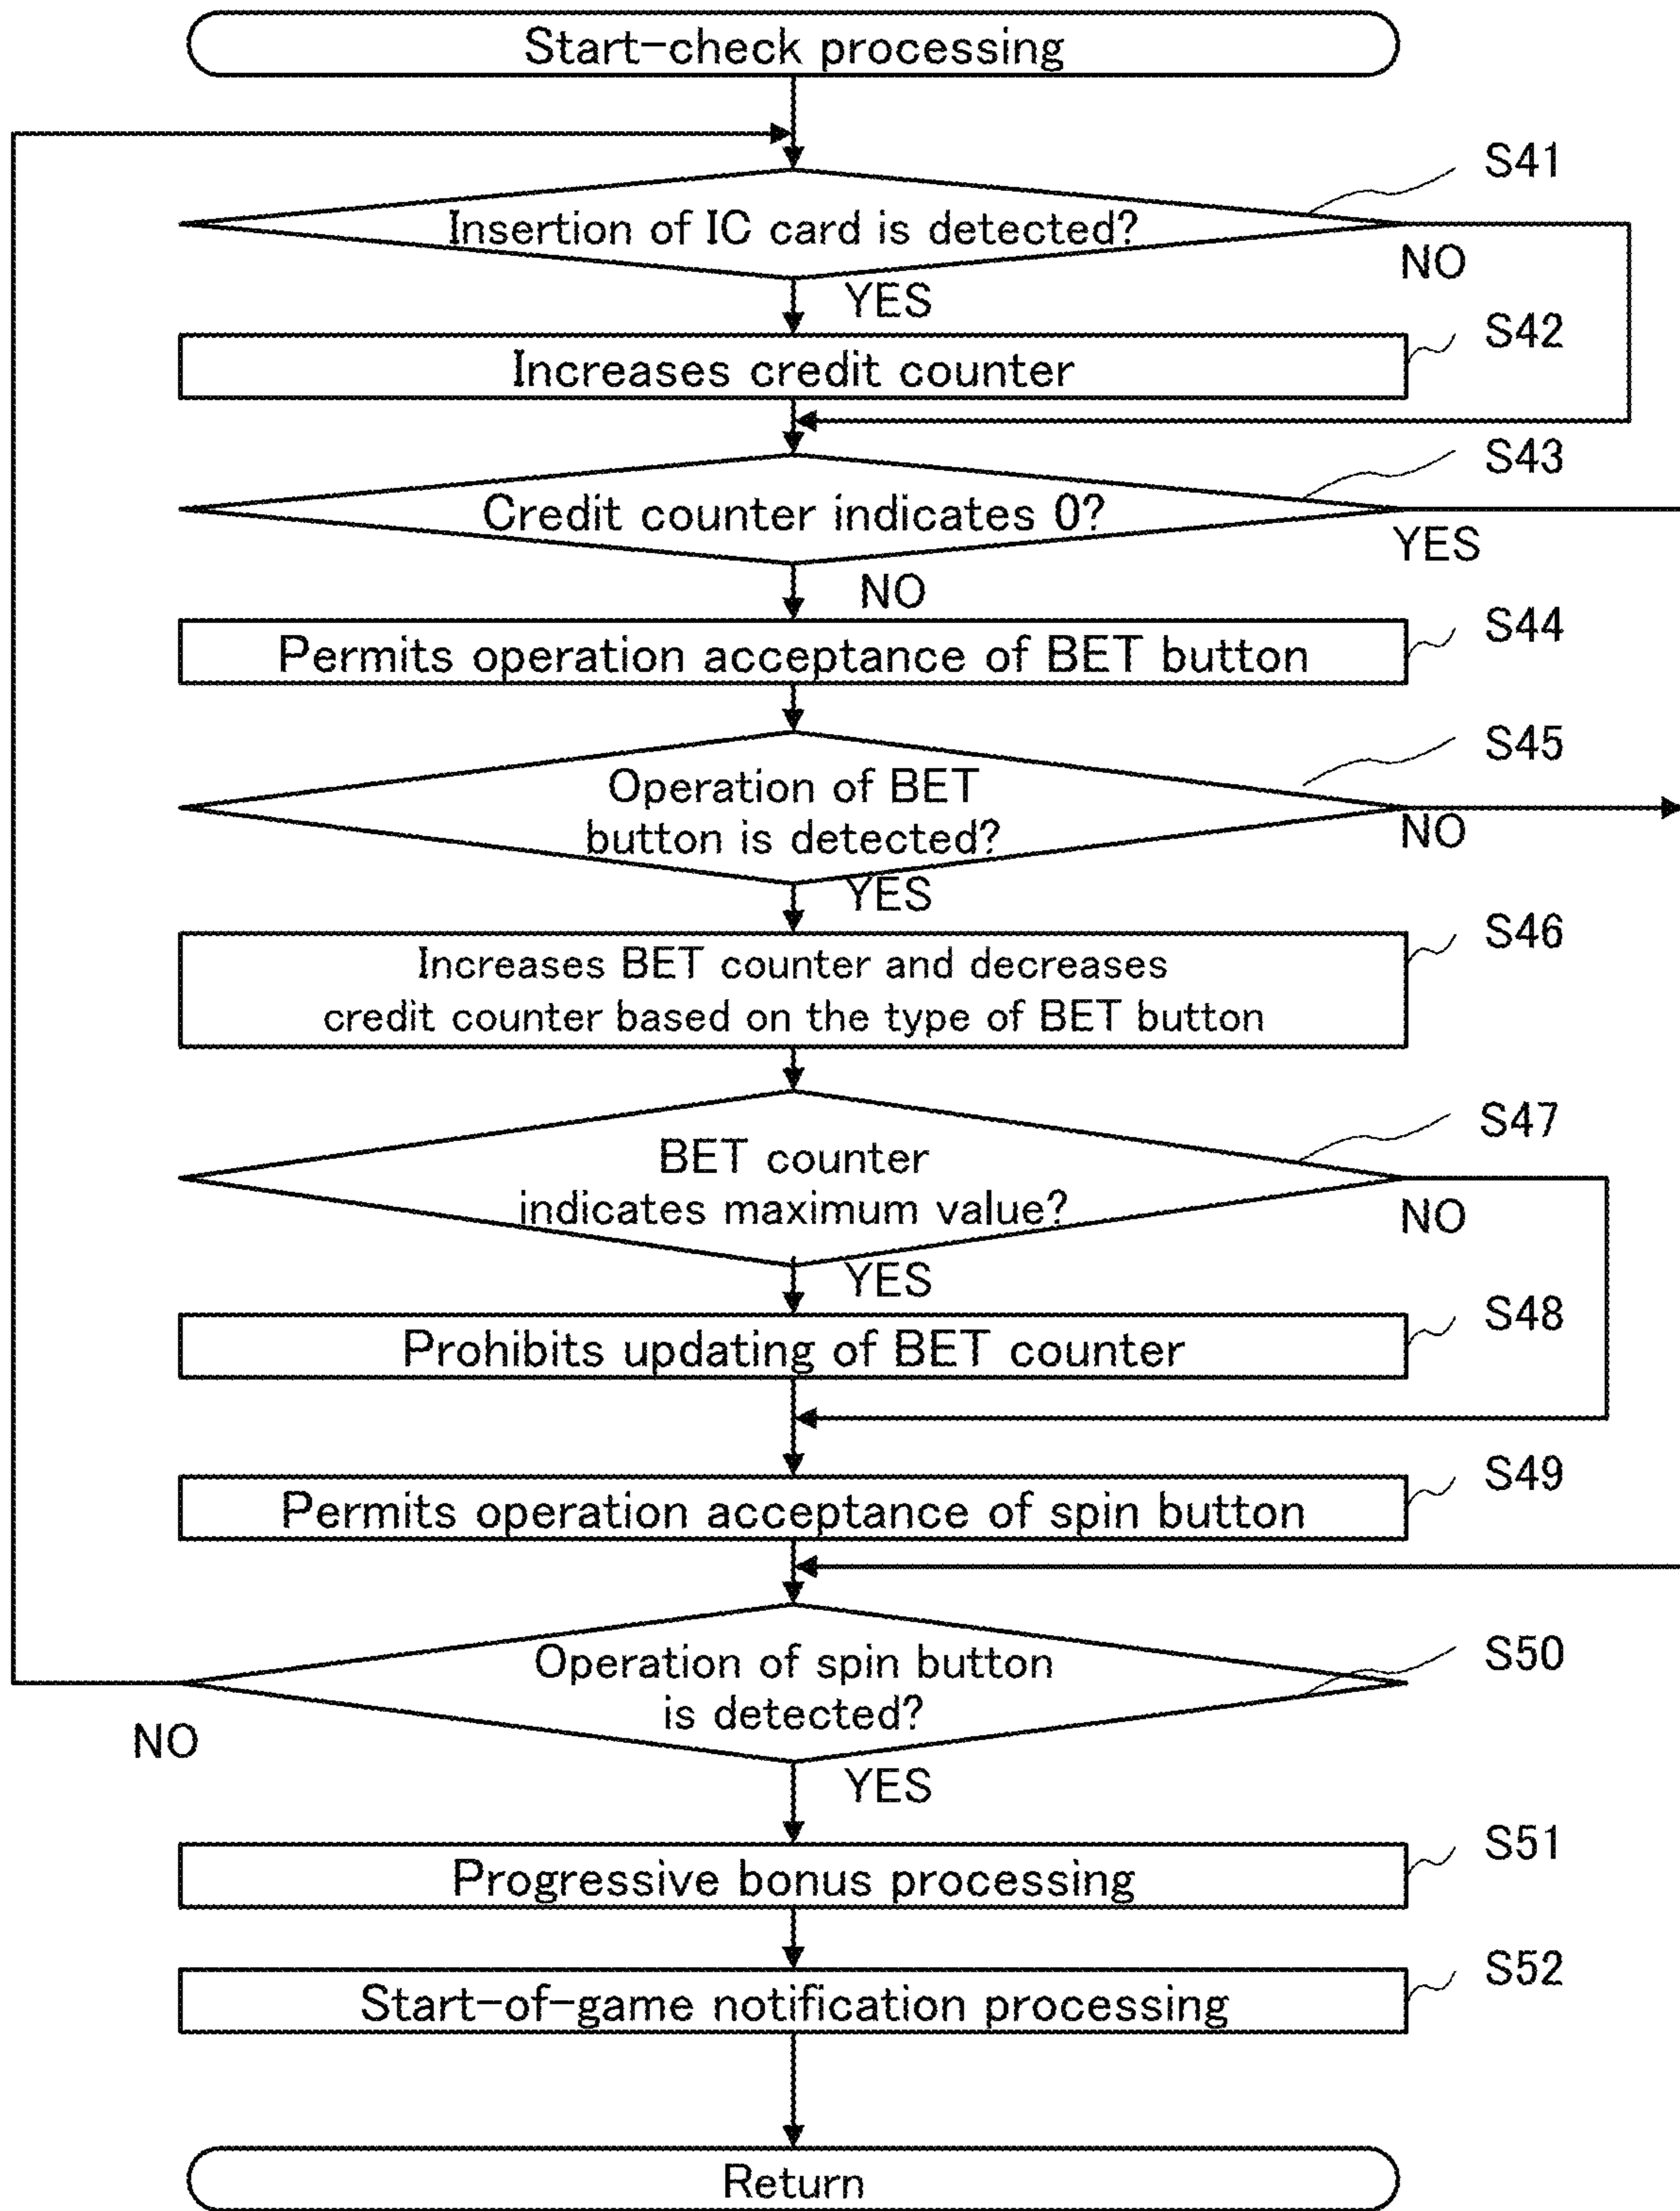 Start-check processing
S41
Insertion of IC card is detected?
NO
YES
S42
Increases credit counter
S43
Credit counter indicates 0?
YES
NO
S44
Permits operation acceptance of BET button
S45
Operation of BET
button is detected?
NO
YES
S46
Increases BET counter and decreases
credit counter based on the type of BET button
S47
BET counter
indicates maximum value?
NO
YES
S48
Prohibits updating of BET counter
S49
Permits operation acceptance of spin button
S50
Operation of spin button
is detected?
NO
YES
S51
Progressive bonus processing
S52
Start-of-game notification processing
Return